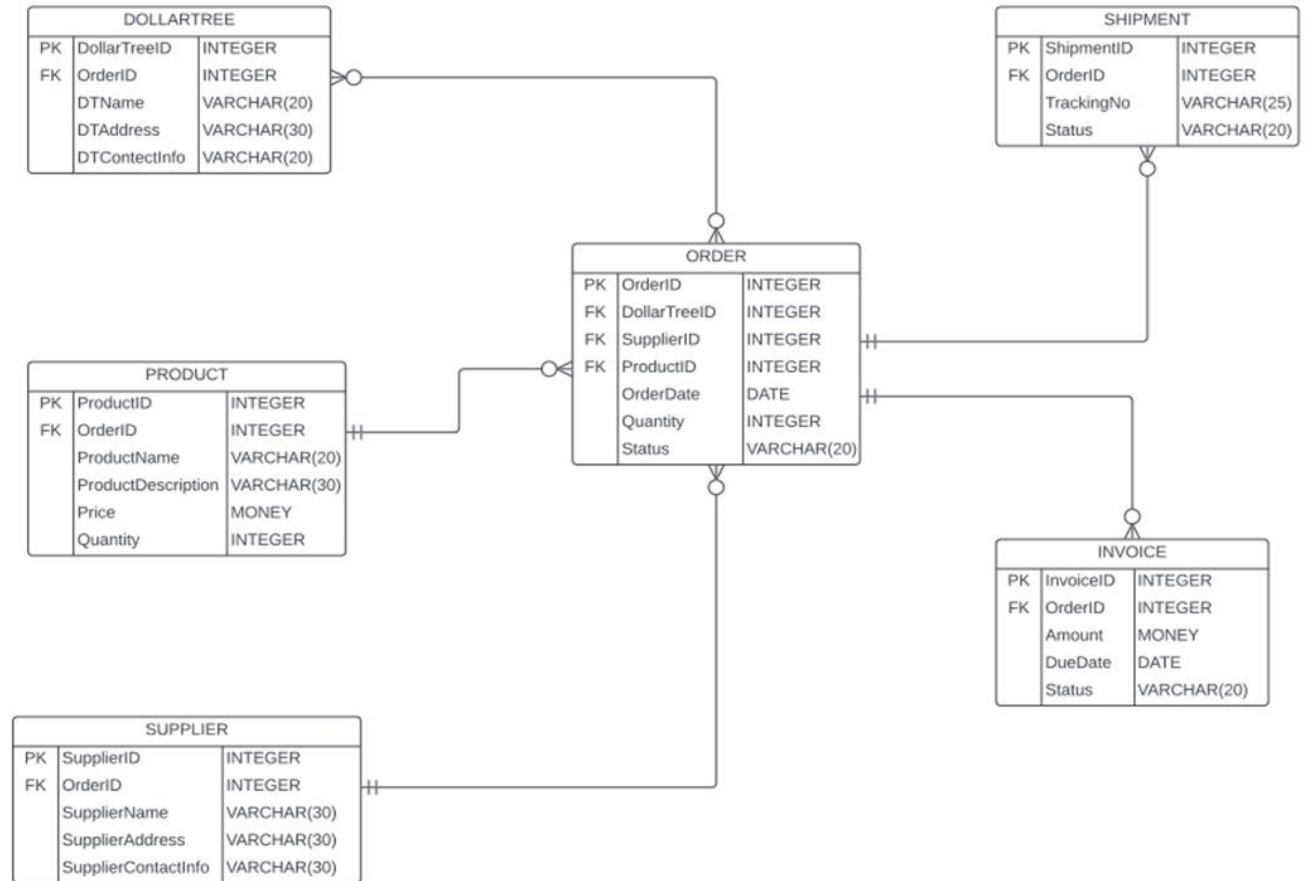 DOLLARTREE
PK DollarTreeID INTEGER
FK OrderID INTEGER
DTName VARCHAR(20)
DTAddress VARCHAR(30)
DTContectInfo VARCHAR(20)
SHIPMENT
PK ShipmentID INTEGER
FK OrderID INTEGER
TrackingNo VARCHAR(25)
Status VARCHAR(20)
ORDER
PK OrderID INTEGER
FK DollarTreeID INTEGER
FK SupplierID INTEGER
FK ProductID INTEGER
OrderDate DATE
Quantity INTEGER
Status VARCHAR(20)
PRODUCT
PK ProductID INTEGER
FK OrderID INTEGER
ProductName VARCHAR(20)
ProductDescription VARCHAR(30)
Price MONEY
Quantity INTEGER
INVOICE
PK InvoiceID INTEGER
FK OrderID INTEGER
Amount MONEY
DueDate DATE
Status VARCHAR(20)
SUPPLIER
PK SupplierID INTEGER
FK OrderID INTEGER
SupplierName VARCHAR(30)
SupplierAddress VARCHAR(30)
SupplierContactInfo VARCHAR(30)